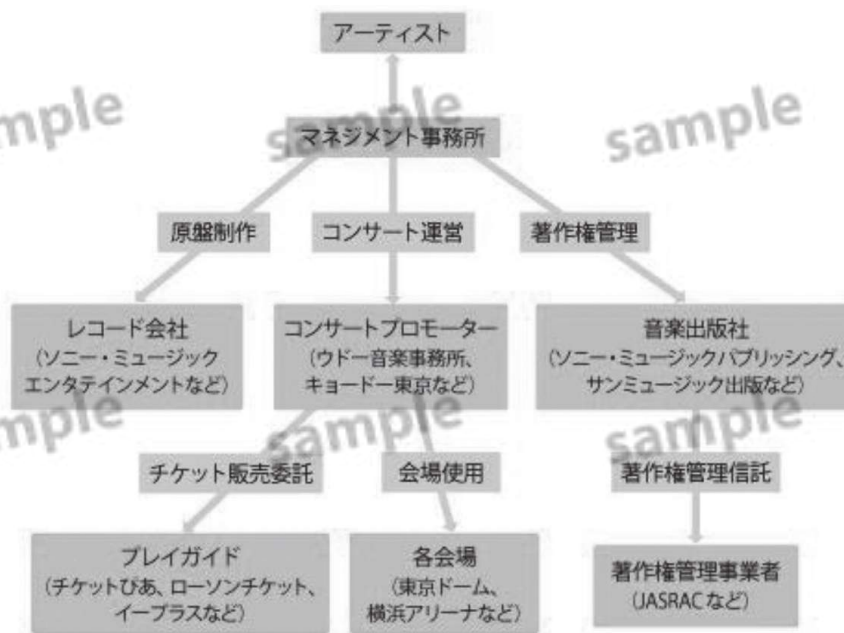 アーティスト
mple
sample
sample
マネジメント事務所
原盤制作
コンサート運営
著作権管理
レコード会社
(ソニー・ミュージック
エンタテインメントなど)
コンサートプロモーター
(ウドー音楽事務所、
キョードー東京など)
音楽出版社
(ソニー・ミュージックパブリッシング、
サンミュージック出版など)
mple
sample
sample
チケット販売委託
会場使用
著作権管理信託
プレイガイド
(チケットぴあ、ローソンチケット、
イープラスなど)
各会場
(東京ドーム、
横浜アリーナなど)
著作権管理事業者
(JASRACなど)